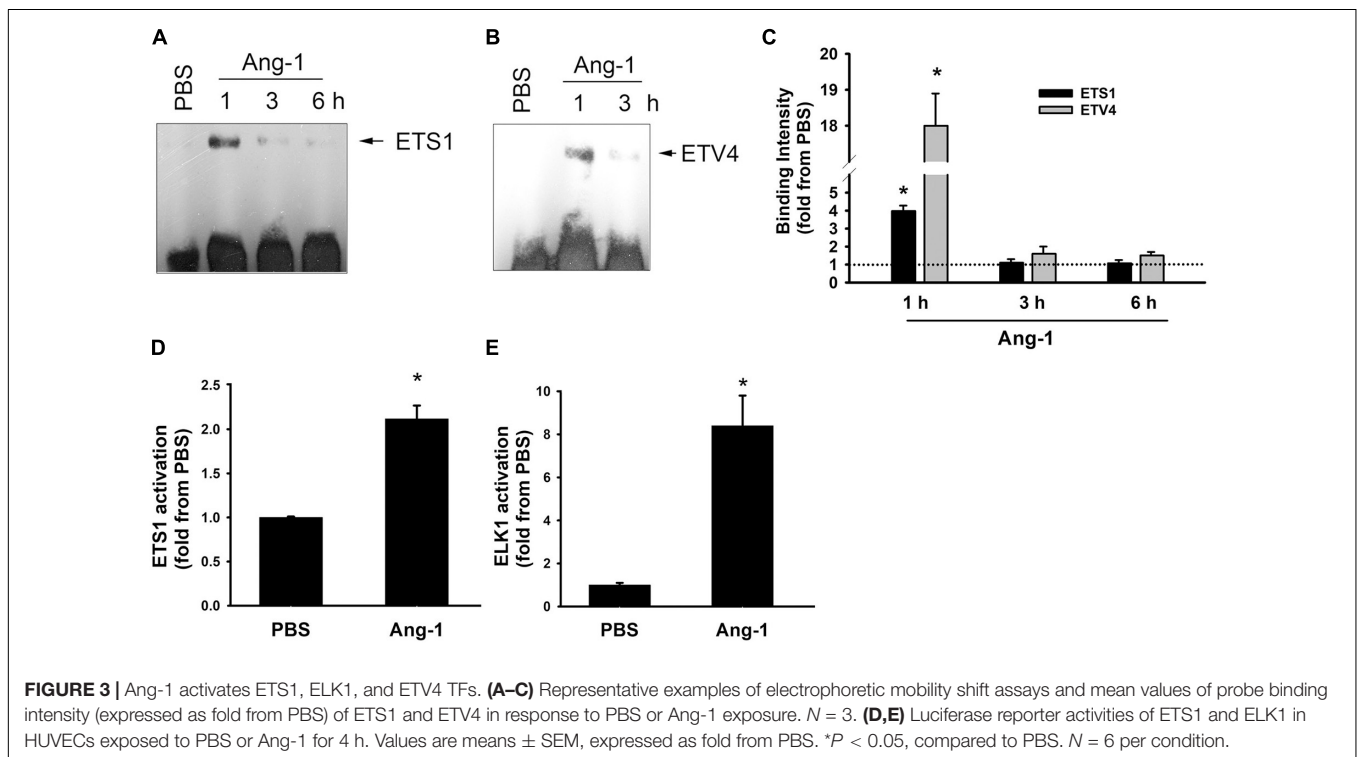 A
PBS
Ang-1
1 3 6 h
ETS1
B
PBS
Ang-1
1 3 h
ETV4
C
Binding Intensity
(fold from PBS)
20
19
18
5
4
3
2
1
0
*
*
ETS1
ETV4
1 h 3 h 6 h
Ang-1
D
ETS1 activation
(fold from PBS)
2.5
2.0
1.5
1.0
0.5
0.0
*
PBS Ang-1
E
ELK1 activation
(fold from PBS)
10
8
6
4
2
0
*
PBS Ang-1
FIGURE 3 | Ang-1 activates ETS1, ELK1, and ETV4 TFs. (A–C) Representative examples of electrophoretic mobility shift assays and mean values of probe binding
intensity (expressed as fold from PBS) of ETS1 and ETV4 in response to PBS or Ang-1 exposure. N = 3. (D,E) Luciferase reporter activities of ETS1 and ELK1 in
HUVECs exposed to PBS or Ang-1 for 4 h. Values are means ± SEM, expressed as fold from PBS. *P < 0.05, compared to PBS. N = 6 per condition.